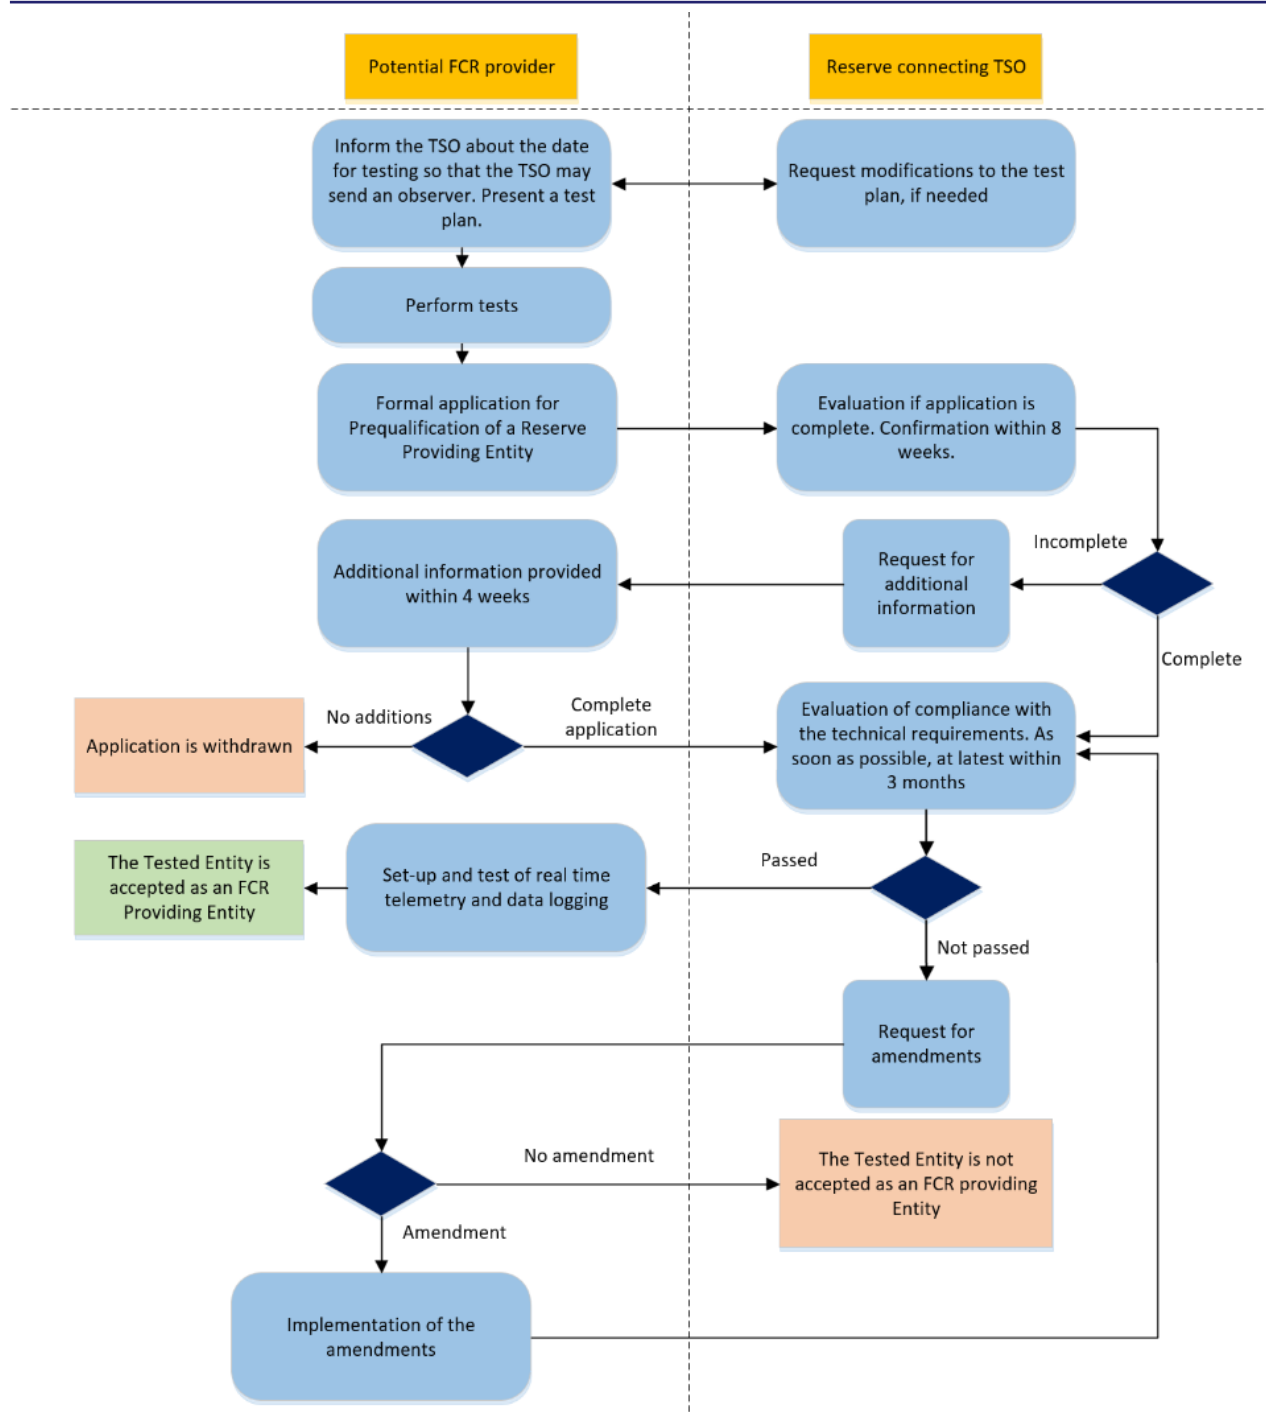 Potential FCR provider
Reserve connecting TSO
Inform the TSO about the date
for testing so that the TSO may
send an observer. Present a test
plan.
Request modifications to the test
plan, if needed
Perform tests
Formal application for
Prequalification of a Reserve
Providing Entity
Evaluation if application is
complete. Confirmation within 8
weeks.
Incomplete
Request for
additional
information
Additional information provided
within 4 weeks
Complete
No additions
Complete
application
Application is withdrawn
Evaluation of compliance with
the technical requirements. As
soon as possible, at latest within
3 months
Passed
Set-up and test of real time
telemetry and data logging
The Tested Entity is
accepted as an FCR
Providing Entity
Not passed
Request for
amendments
No amendment
The Tested Entity is not
accepted as an FCR providing
Entity
Amendment
Implementation of the
amendments